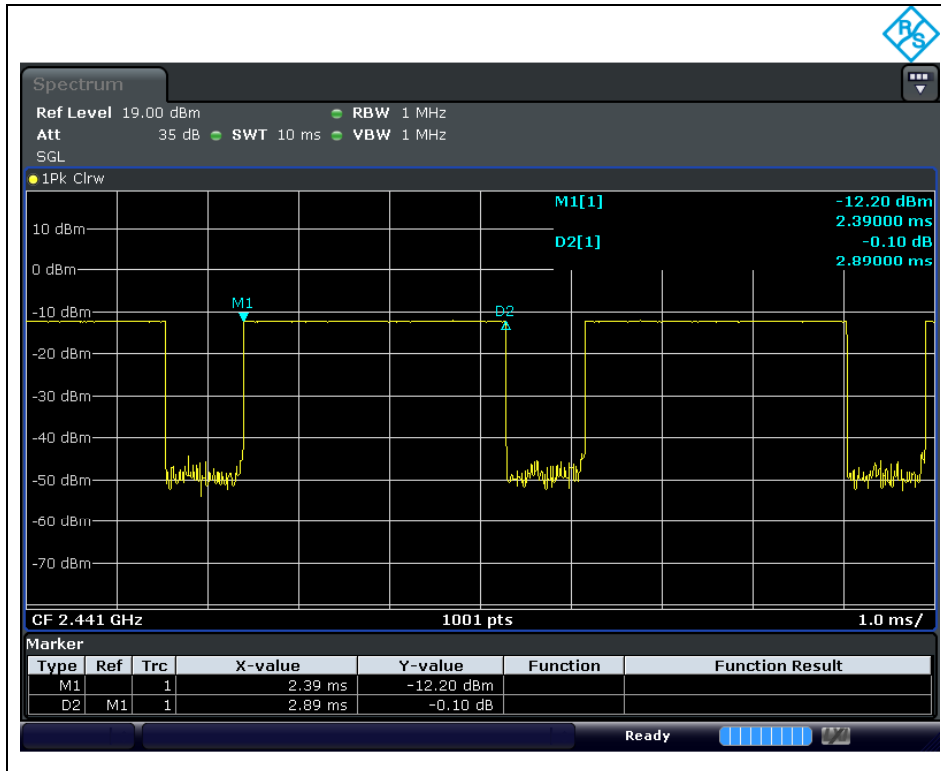 R&S
Spectrum
Ref Level 19.00 dBm RBW 1 MHz
Att 35 dB SWT 10 ms VBW 1 MHz
SGL
1Pk Clrw
M1[1] -12.20 dBm
2.39000 ms
D2[1] -0.10 dB
2.89000 ms
10 dBm
0 dBm
M1
D2
-10 dBm
-20 dBm
-30 dBm
-40 dBm
-50 dBm
-60 dBm
-70 dBm
CF 2.441 GHz 1001 pts 1.0 ms/
Marker
Type Ref Trc X-value Y-value Function Function Result
M1 1 2.39 ms -12.20 dBm
D2 M1 1 2.89 ms -0.10 dB
Ready